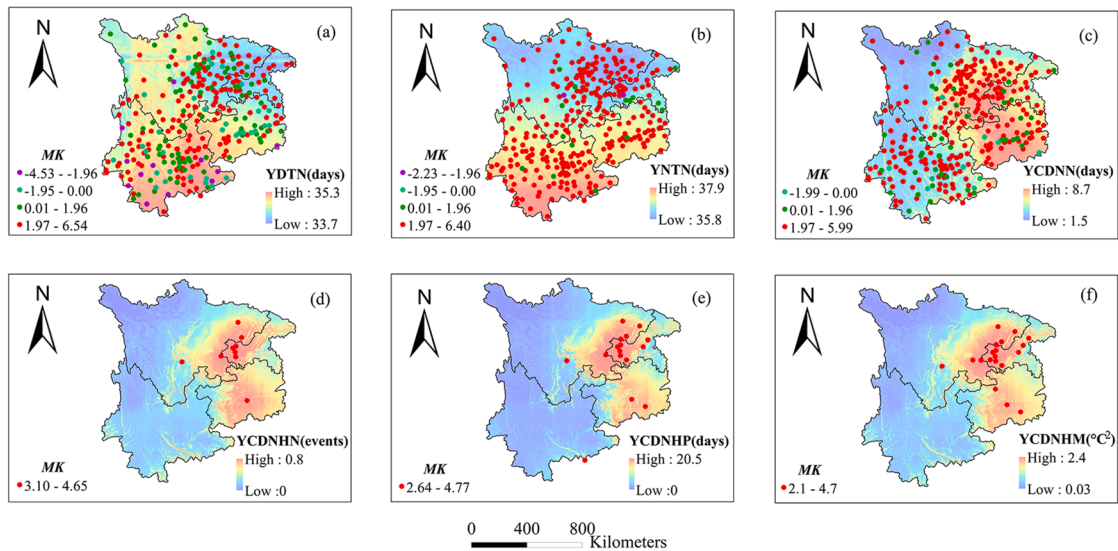 N
(a)
MK
-4.53 - -1.96
-1.95 - 0.00
0.01 - 1.96
1.97 - 6.54
YDTN(days)
High : 35.3
Low : 33.7
N
(b)
MK
-2.23 - -1.96
-1.95 - 0.00
0.01 - 1.96
1.97 - 6.40
YNTN(days)
High : 37.9
Low : 35.8
N
(c)
MK
-1.99 - 0.00
0.01 - 1.96
1.97 - 5.99
YCDNN(days)
High : 8.7
Low : 1.5
N
(d)
MK
3.10 - 4.65
YCDNHN(events)
High : 0.8
Low : 0
N
(e)
MK
2.64 - 4.77
YCDNHP(days)
High : 20.5
Low : 0
N
(f)
MK
2.1 - 4.7
YCDNHM(°C²)
High : 2.4
Low : 0.03
0 400 800
Kilometers